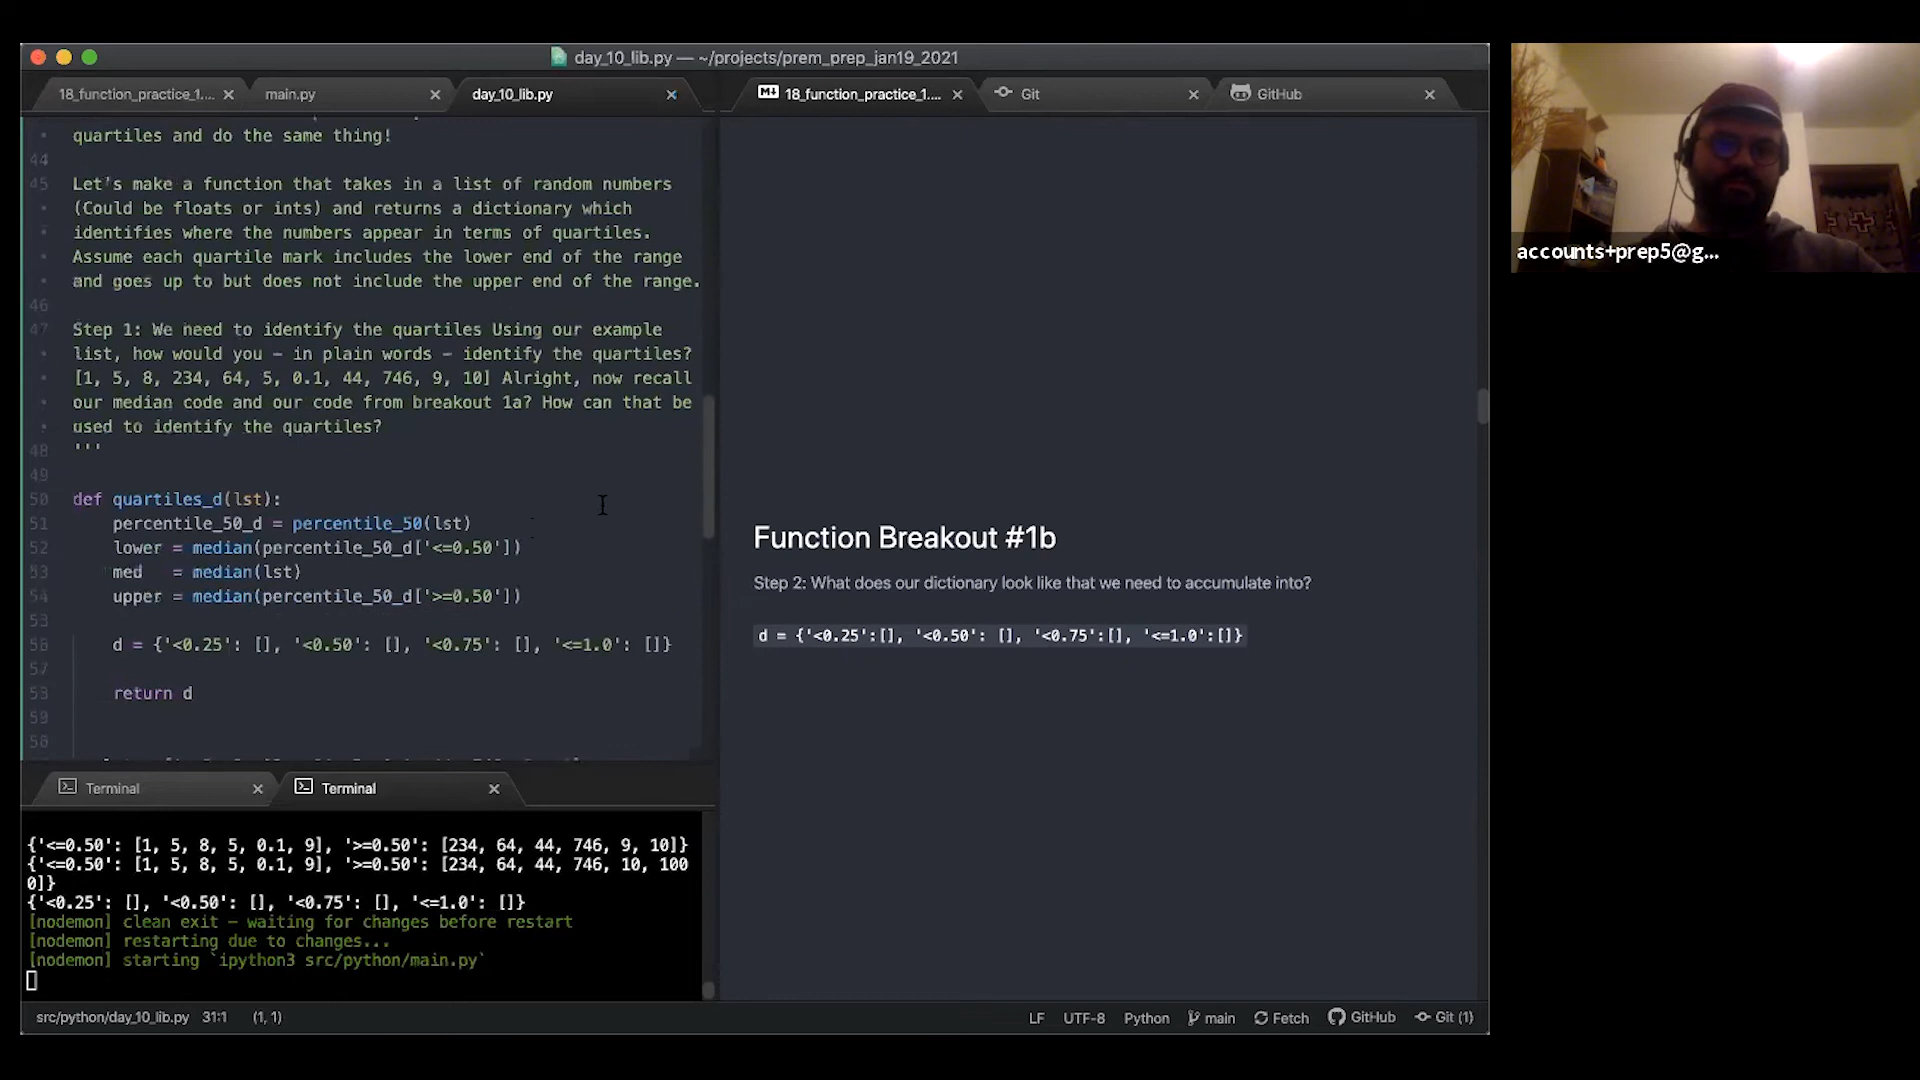 day_10_lib.py — ~/projects/prem_prep_jan19_2021
18_function_practice_1....
main.py
day_10_lib.py
18_function_practice_1....
Git
GitHub
quartiles and do the same thing!
44
45 Let's make a function that takes in a list of random numbers
(Could be floats or ints) and returns a dictionary which
identifies where the numbers appear in terms of quartiles.
Assume each quartile mark includes the lower end of the range
and goes up to but does not include the upper end of the range.
46
47 Step 1: We need to identify the quartiles Using our example
list, how would you – in plain words – identify the quartiles?
[1, 5, 8, 234, 64, 5, 0.1, 44, 746, 9, 10] Alright, now recall
our median code and our code from breakout 1a? How can that be
used to identify the quartiles?
48 '''
49
50 def quartiles_d(lst):
51 percentile_50_d = percentile_50(lst)
52 lower = median(percentile_50_d['<=0.50'])
53 med = median(lst)
54 upper = median(percentile_50_d['>=0.50'])
53
56 d = {'<0.25': [], '<0.50': [], '<0.75': [], '<=1.0': []}
57
53 return d
59
56
Function Breakout #1b
Step 2: What does our dictionary look like that we need to accumulate into?
d = {'<0.25':[], '<0.50': [], '<0.75':[], '<=1.0':[]}
Terminal
Terminal
{'<=0.50': [1, 5, 8, 5, 0.1, 9], '>=0.50': [234, 64, 44, 746, 9, 10]}
{'<=0.50': [1, 5, 8, 5, 0.1, 9], '>=0.50': [234, 64, 44, 746, 10, 100
0]}
{'<0.25': [], '<0.50': [], '<0.75': [], '<=1.0': []}
[nodemon] clean exit – waiting for changes before restart
[nodemon] restarting due to changes...
[nodemon] starting `ipython3 src/python/main.py`
src/python/day_10_lib.py 31:1 (1, 1)
LF UTF-8 Python main Fetch GitHub Git (1)
accounts+prep5@g...